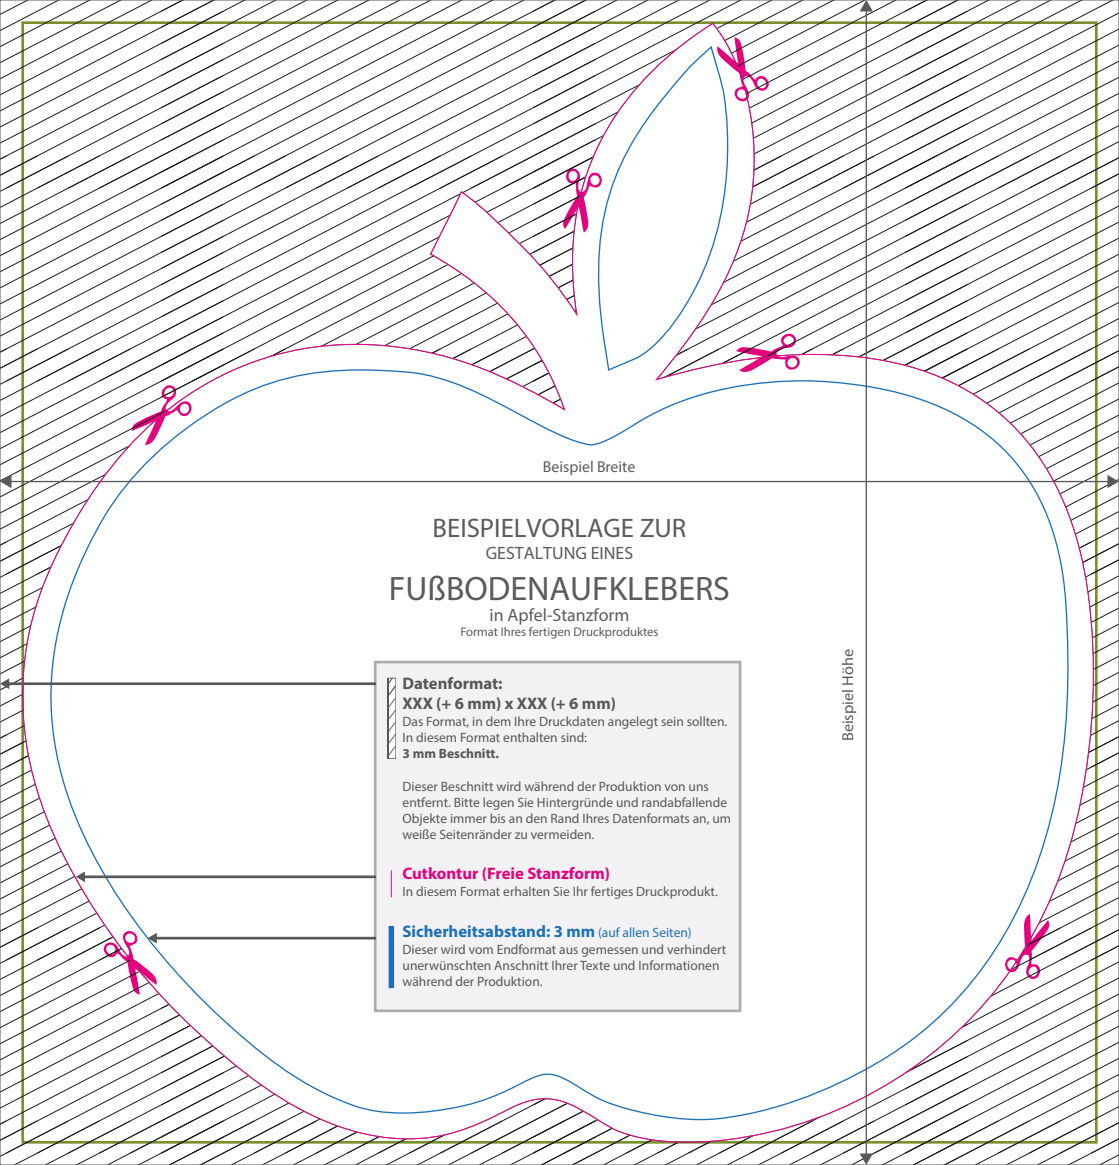 Beispiel Breite
BEISPIELVORLAGE ZUR
GESTALTUNG EINES
FUßBODENAUFKLEBERS
in Apfel-Stanzform
Format Ihres fertigen Druckproduktes
Beispiel Höhe
Datenformat:
XXX (+ 6 mm) x XXX (+ 6 mm)
Das Format, in dem Ihre Druckdaten angelegt sein sollten.
In diesem Format enthalten sind:
3 mm Beschnitt.
Dieser Beschnitt wird während der Produktion von uns
entfernt. Bitte legen Sie Hintergründe und randabfallende
Objekte immer bis an den Rand Ihres Datenformats an, um
weiße Seitenränder zu vermeiden.
Cutkontur (Freie Stanzform)
In diesem Format erhalten Sie Ihr fertiges Druckprodukt.
Sicherheitsabstand: 3 mm (auf allen Seiten)
Dieser wird vom Endformat aus gemessen und verhindert
unerwünschten Anschnitt Ihrer Texte und Informationen
während der Produktion.